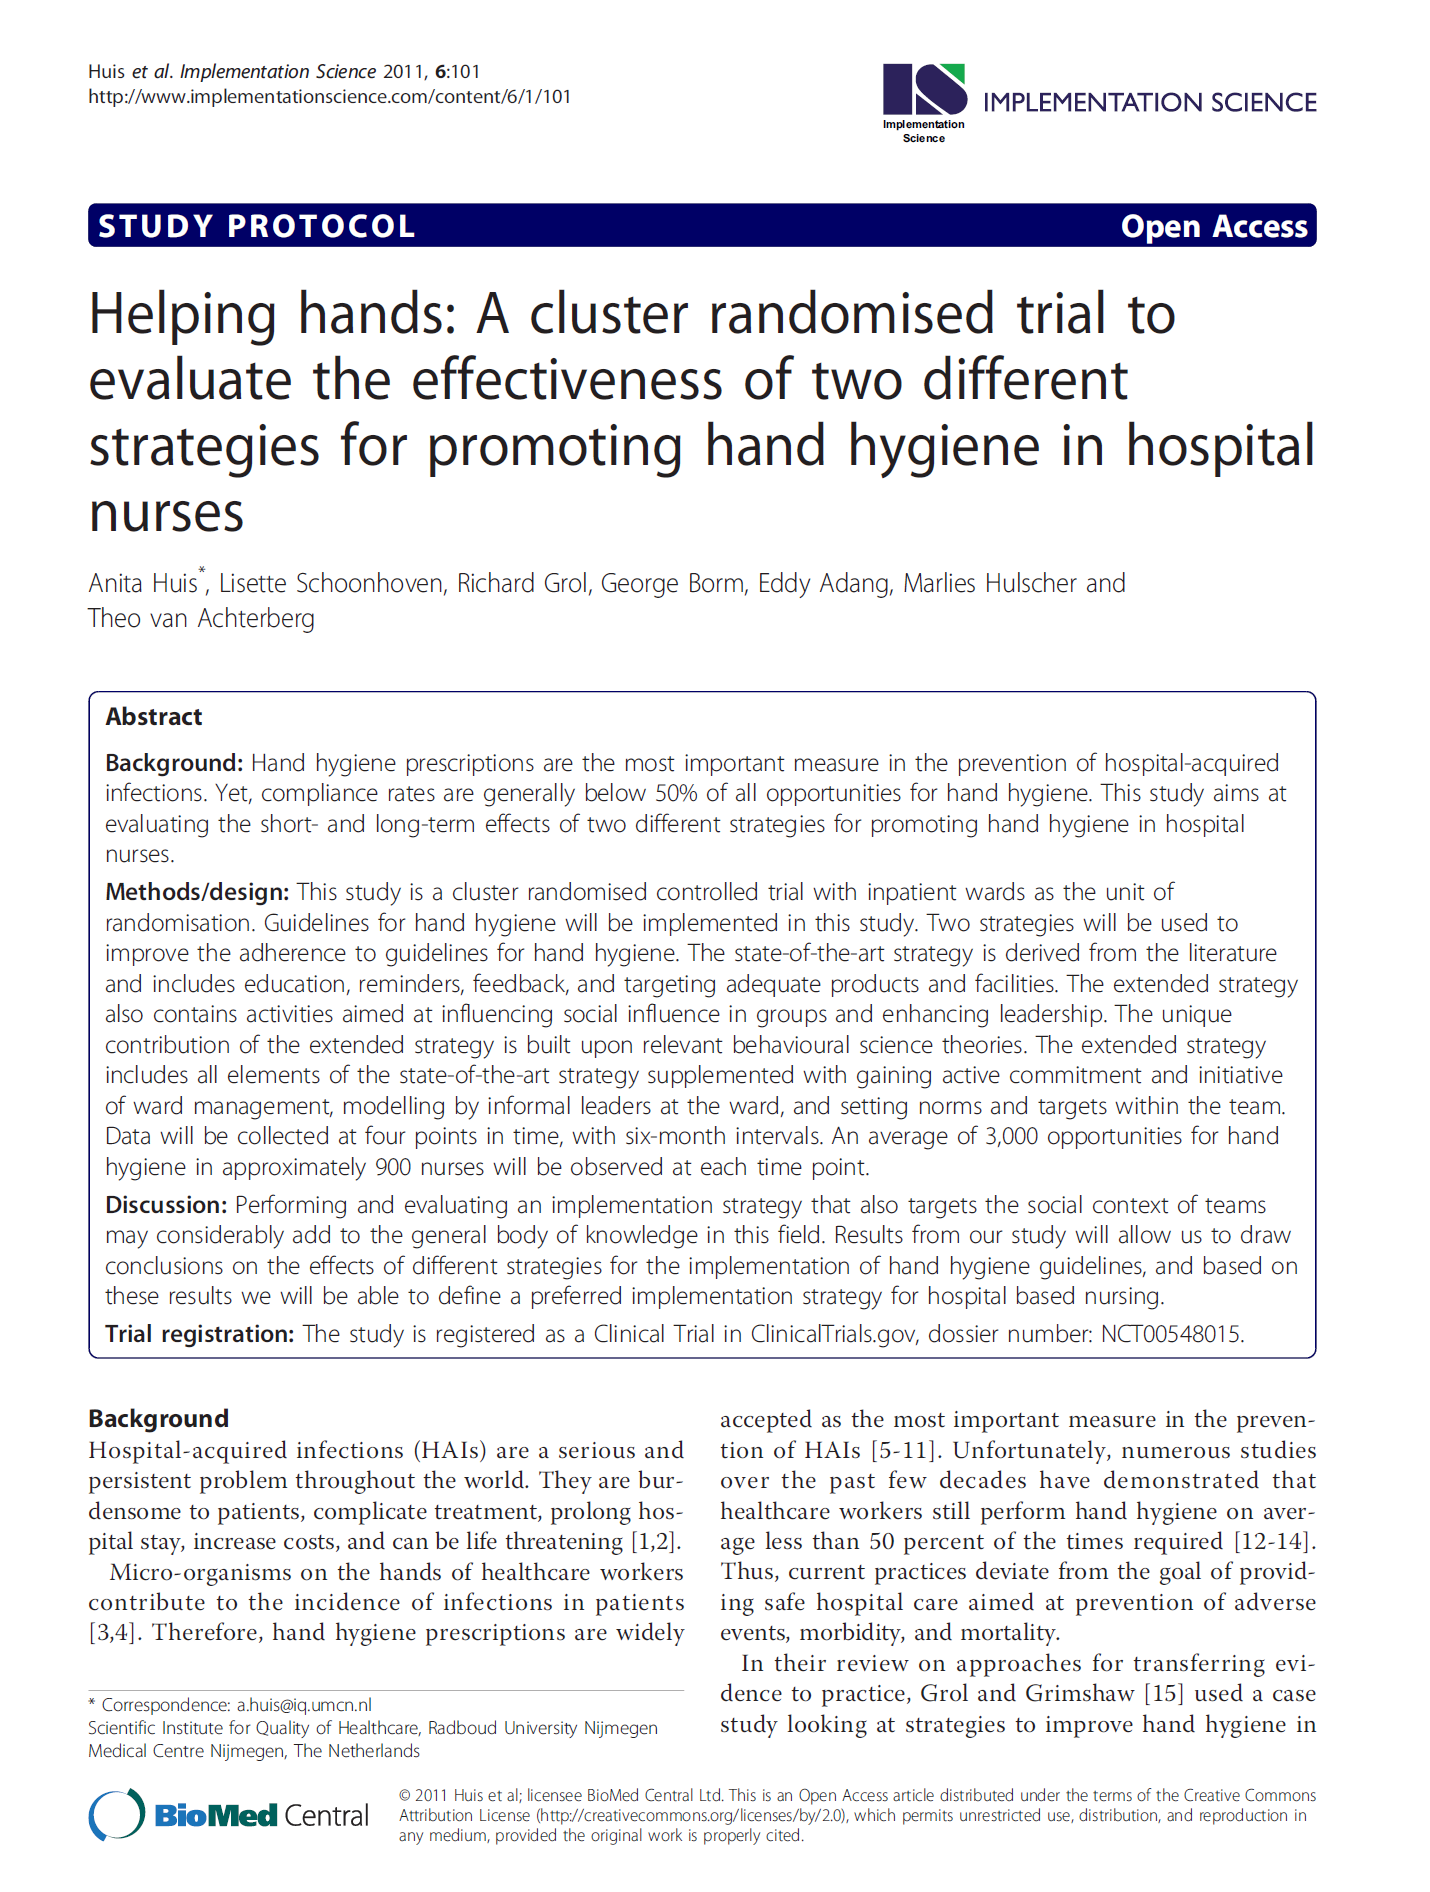 Huis et al. Implementation Science 2011, 6:101
http://www.implementationscience.com/content/6/1/101
Implementation
Science
IMPLEMENTATION SCIENCE
STUDY PROTOCOL
Open Access
Helping hands: A cluster randomised trial to
evaluate the effectiveness of two different
strategies for promoting hand hygiene in hospital
nurses
Anita Huis*, Lisette Schoonhoven, Richard Grol, George Borm, Eddy Adang, Marlies Hulscher and
Theo van Achterberg
Abstract
Background: Hand hygiene prescriptions are the most important measure in the prevention of hospital-acquired
infections. Yet, compliance rates are generally below 50% of all opportunities for hand hygiene. This study aims at
evaluating the short- and long-term effects of two different strategies for promoting hand hygiene in hospital
nurses.
Methods/design: This study is a cluster randomised controlled trial with inpatient wards as the unit of
randomisation. Guidelines for hand hygiene will be implemented in this study. Two strategies will be used to
improve the adherence to guidelines for hand hygiene. The state-of-the-art strategy is derived from the literature
and includes education, reminders, feedback, and targeting adequate products and facilities. The extended strategy
also contains activities aimed at influencing social influence in groups and enhancing leadership. The unique
contribution of the extended strategy is built upon relevant behavioural science theories. The extended strategy
includes all elements of the state-of-the-art strategy supplemented with gaining active commitment and initiative
of ward management, modelling by informal leaders at the ward, and setting norms and targets within the team.
Data will be collected at four points in time, with six-month intervals. An average of 3,000 opportunities for hand
hygiene in approximately 900 nurses will be observed at each time point.
Discussion: Performing and evaluating an implementation strategy that also targets the social context of teams
may considerably add to the general body of knowledge in this field. Results from our study will allow us to draw
conclusions on the effects of different strategies for the implementation of hand hygiene guidelines, and based on
these results we will be able to define a preferred implementation strategy for hospital based nursing.
Trial registration: The study is registered as a Clinical Trial in ClinicalTrials.gov, dossier number: NCT00548015.
Background
Hospital-acquired infections (HAIs) are a serious and
persistent problem throughout the world. They are bur-
densome to patients, complicate treatment, prolong hos-
pital stay, increase costs, and can be life threatening [1,2].
Micro-organisms on the hands of healthcare workers
contribute to the incidence of infections in patients
[3,4]. Therefore, hand hygiene prescriptions are widely
accepted as the most important measure in the preven-
tion of HAIs [5-11]. Unfortunately, numerous studies
over the past few decades have demonstrated that
healthcare workers still perform hand hygiene on aver-
age less than 50 percent of the times required [12-14].
Thus, current practices deviate from the goal of provid-
ing safe hospital care aimed at prevention of adverse
events, morbidity, and mortality.
In their review on approaches for transferring evi-
dence to practice, Grol and Grimshaw [15] used a case
study looking at strategies to improve hand hygiene in
* Correspondence: a.huis@iq.umcn.nl
Scientific Institute for Quality of Healthcare, Radboud University Nijmegen
Medical Centre Nijmegen, The Netherlands
BioMed Central
© 2011 Huis et al; licensee BioMed Central Ltd. This is an Open Access article distributed under the terms of the Creative Commons
Attribution License (http://creativecommons.org/licenses/by/2.0), which permits unrestricted use, distribution, and reproduction in
any medium, provided the original work is properly cited.